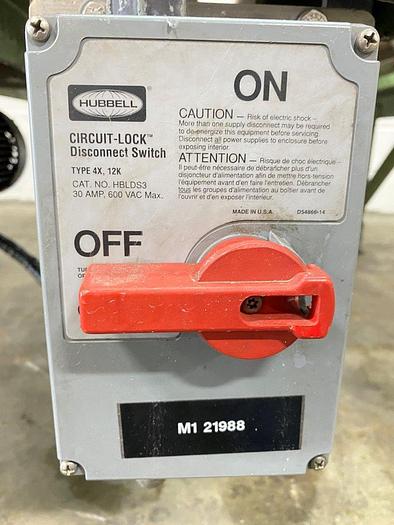 HUBBELL
CIRCUIT-LOCK™
Disconnect Switch
TYPE 4X, 12K
CAT. NO. HBLDS3
30 AMP, 600 VAC Max.
ON
CAUTION — Risk of electric shock —
More than one supply disconnect may be required
to de-energize this equipment before servicing.
Disconnect all power supplies to enclosure before
exposing interior.
ATTENTION — Risque de choc électrique —
Il peut-être nécessaire de débrancher plus d'un
disjoncteur d'alimentation afin de mettre hors-tension
l'équipement avant d'en faire l'entretien. Débrancher
tous les groupes d'alimentation au boîtier avant de
l'ouvrir et d'en exposer l'interieur.
MADE IN U.S.A.
OFF
M1 21988